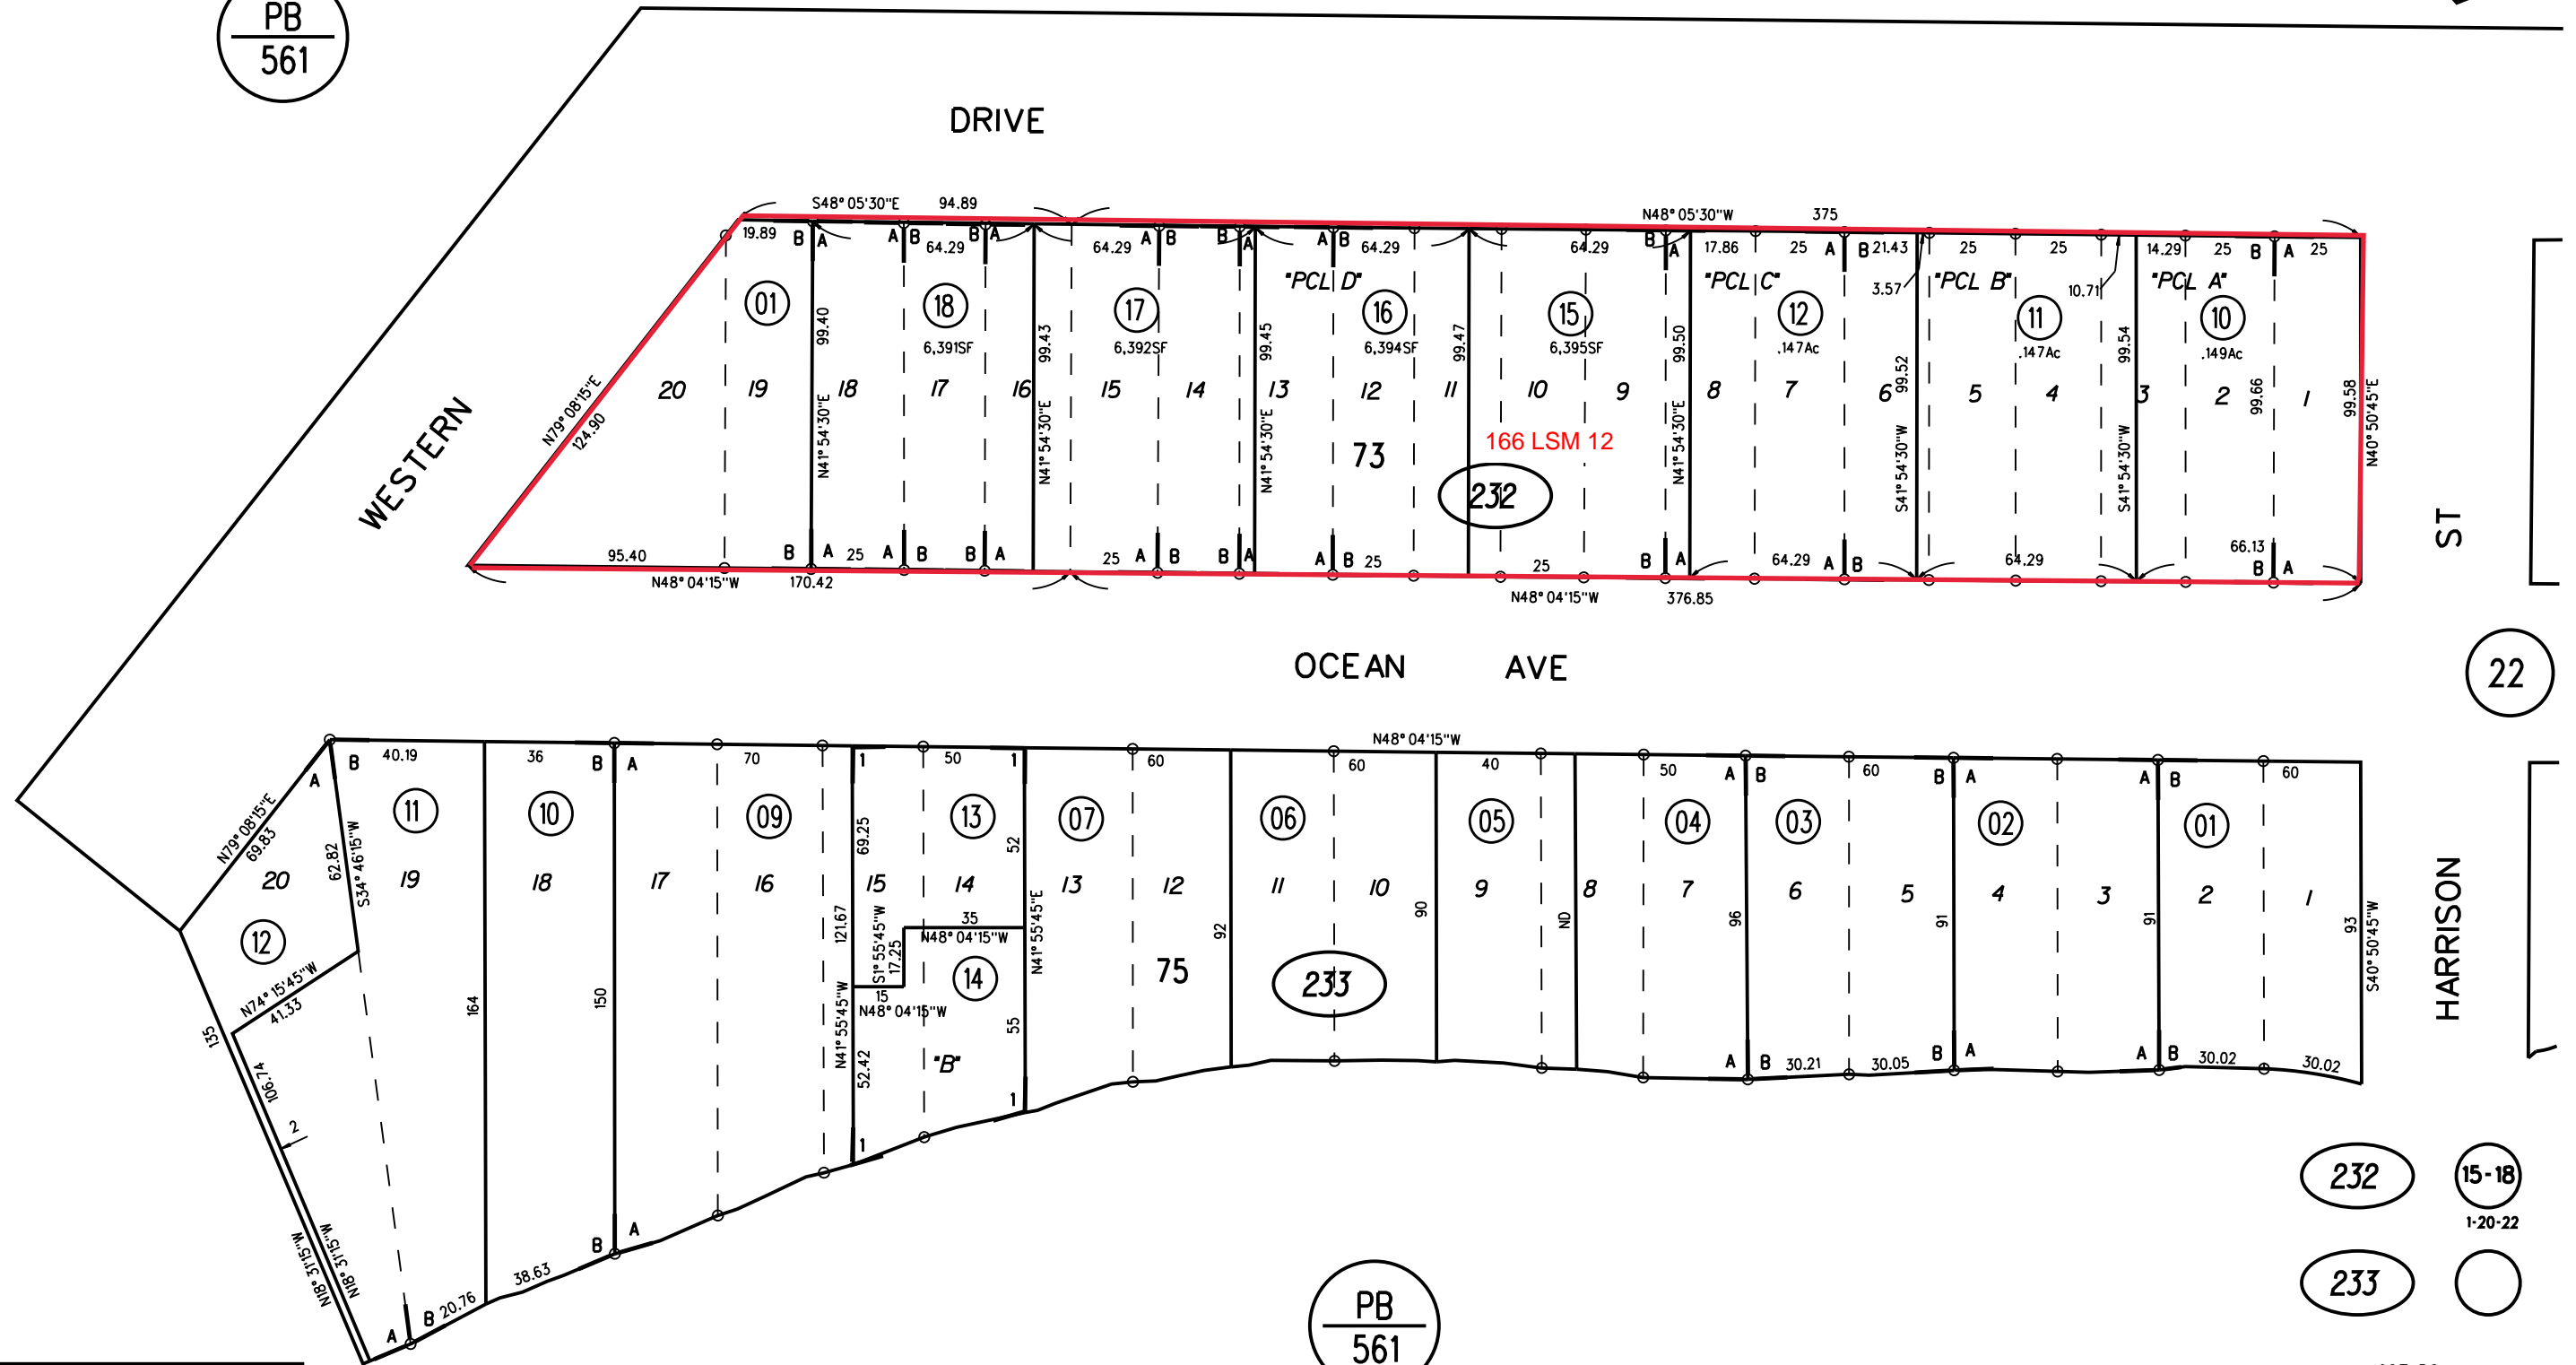 PB
561
DRIVE
WESTERN
S48° 05'30"E 94.89
N48° 05'30"W 375
19.89 B A A B 64.29 B A 64.29 A B B A A B 64.29 64.29 B A 17.86 25 A B 21.43 25 25 14.29 25 B A 25
"PCL D" "PCL C" 3.57 "PCL B" 10.71 "PCL A"
01 18 17 16 15 12 11 10
6,391SF 6,392SF 6,394SF 6,395SF .147Ac .147Ac .149Ac
99.40 99.43 99.45 99.47 99.50 99.52 99.54 99.66 99.58
N79° 08'15"E
124.90
20 19 18 17 16 15 14 13 12 11 10 9 8 7 6 5 4 3 2 1
N41° 54'30"E N41° 54'30"E N41° 54'30"E N41° 54'30"E S41° 54'30"W S41° 54'30"W N40° 50'45"E
73
166 LSM 12
232
95.40 B A 25 A B B A 25 A B B A A B 25 25 B A 64.29 A B 64.29 66.13 B A
N48° 04'15"W 170.42
N48° 04'15"W 376.85
ST
OCEAN AVE
22
N48° 04'15"W
A B 40.19 36 B A 70 1 50 1 60 60 40 50 A B 60 B A A B 60
11 10 09 13 07 06 05 04 03 02 01
N79° 08'15"E
69.83
62.82
S34° 46'15"W
69.25 52
20 19 18 17 16 15 14 13 12 11 10 9 8 7 6 5 4 3 2 1
12
N74° 15'45"W
41.33
164 150 121.67 92 90 ND 96 91 91 93
S1° 55'45"W
17.25
35
N48° 04'15"W
N41° 55'45"E
S40° 50'45"W
HARRISON
14
75
233
15
N48° 04'15"W
N41° 55'45"W
55
52.42
"B"
135
106.74
2
1 1
A B 30.21 30.05 B A A B 30.02 30.02
N18° 31'15"W
N18° 31'15"W
B A
38.63
20.76
A B
232 15-18
1-20-22
233
PB
561